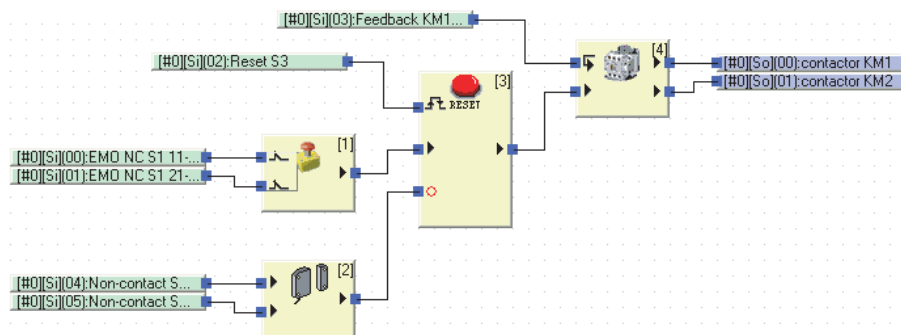 [#0][Si](03):Feedback KM1...
[4]
[#0][So](00):contactor KM1
[#0][So](01):contactor KM2
[#0][Si](02):Reset S3
[3]
RESET
[1]
[#0][Si](00):EMO NC S1 11-...
[#0][Si](01):EMO NC S1 21-...
[2]
[#0][Si](04):Non-contact S...
[#0][Si](05):Non-contact S...